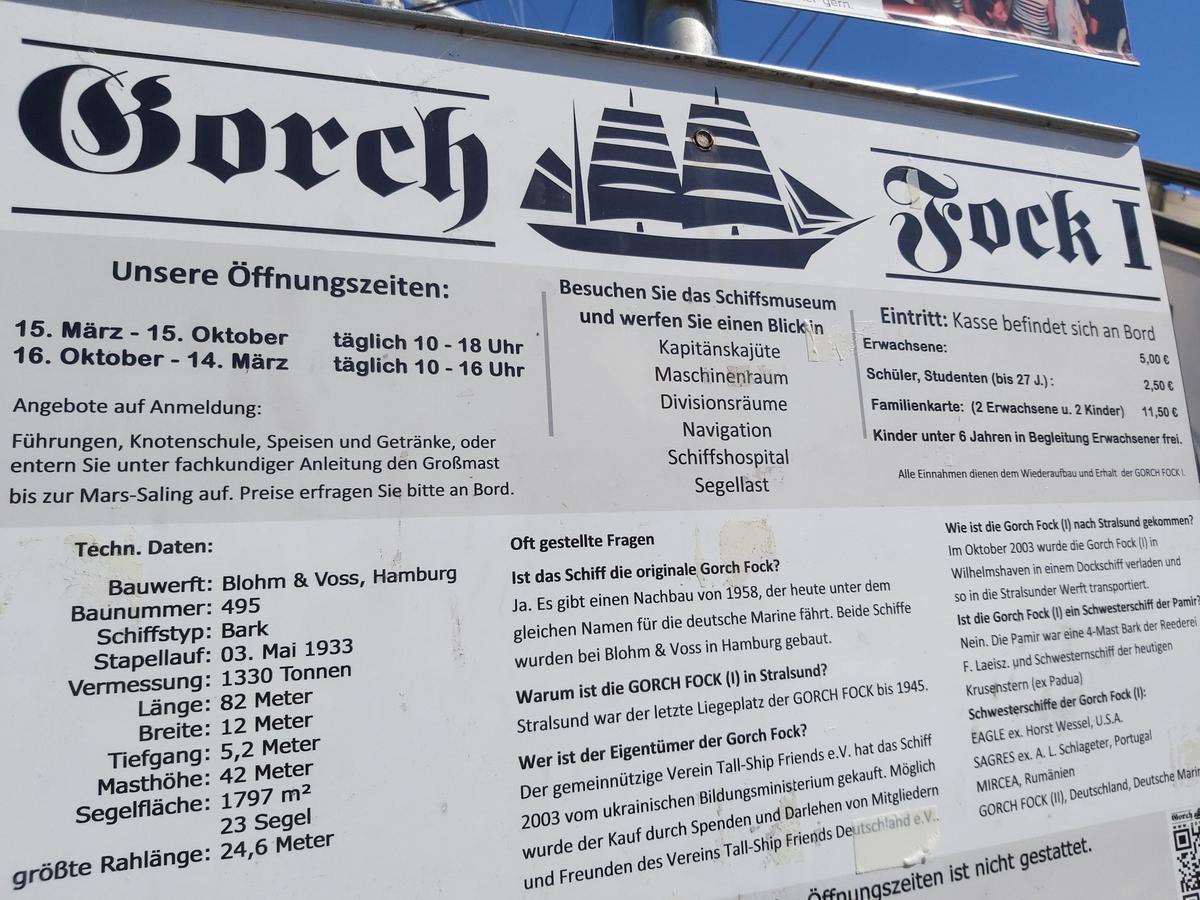 gern.
Gorch
Fock I
Unsere Öffnungszeiten:
15. März - 15. Oktober täglich 10 - 18 Uhr
16. Oktober - 14. März täglich 10 - 16 Uhr
Angebote auf Anmeldung:
Führungen, Knotenschule, Speisen und Getränke, oder
entern Sie unter fachkundiger Anleitung den Großmast
bis zur Mars-Saling auf. Preise erfragen Sie bitte an Bord.
Besuchen Sie das Schiffsmuseum
und werfen Sie einen Blick in
Kapitänskajüte
Maschinenraum
Divisionsräume
Navigation
Schiffshospital
Segellast
Eintritt: Kasse befindet sich an Bord
Erwachsene: 5,00 €
Schüler, Studenten (bis 27 J.) : 2,50 €
Familienkarte: (2 Erwachsene u. 2 Kinder) 11,50 €
Kinder unter 6 Jahren in Begleitung Erwachsener frei.
Alle Einnahmen dienen dem Wiederaufbau und Erhalt der GORCH FOCK I.
Techn. Daten:
Bauwerft: Blohm & Voss, Hamburg
Baunummer: 495
Schiffstyp: Bark
Stapellauf: 03. Mai 1933
Vermessung: 1330 Tonnen
Länge: 82 Meter
Breite: 12 Meter
Tiefgang: 5,2 Meter
Masthöhe: 42 Meter
Segelfläche: 1797 m²
23 Segel
größte Rahlänge: 24,6 Meter
Oft gestellte Fragen
Ist das Schiff die originale Gorch Fock?
Ja. Es gibt einen Nachbau von 1958, der heute unter dem
gleichen Namen für die deutsche Marine fährt. Beide Schiffe
wurden bei Blohm & Voss in Hamburg gebaut.
Warum ist die GORCH FOCK (I) in Stralsund?
Stralsund war der letzte Liegeplatz der GORCH FOCK bis 1945.
Wer ist der Eigentümer der Gorch Fock?
Der gemeinnützige Verein Tall-Ship Friends e.V. hat das Schiff
2003 vom ukrainischen Bildungsministerium gekauft. Möglich
wurde der Kauf durch Spenden und Darlehen von Mitgliedern
und Freunden des Vereins Tall-Ship Friends Deutschland e.V..
Wie ist die Gorch Fock (I) nach Stralsund gekommen?
Im Oktober 2003 wurde die Gorch Fock (I) in
Wilhelmshaven in einem Dockschiff verladen und
so in die Stralsunder Werft transportiert.
Ist die Gorch Fock (I) ein Schwesterschiff der Pamir?
Nein. Die Pamir war eine 4-Mast Bark der Reederei
F. Laeisz. und Schwesternschiff der heutigen
Krusenstern (ex Padua)
Schwesterschiffe der Gorch Fock (I):
EAGLE ex. Horst Wessel, U.S.A.
SAGRES ex. A. L. Schlageter, Portugal
MIRCEA, Rumänien
GORCH FOCK (II), Deutschland, Deutsche Marin
Öffnungszeiten ist nicht gestattet.